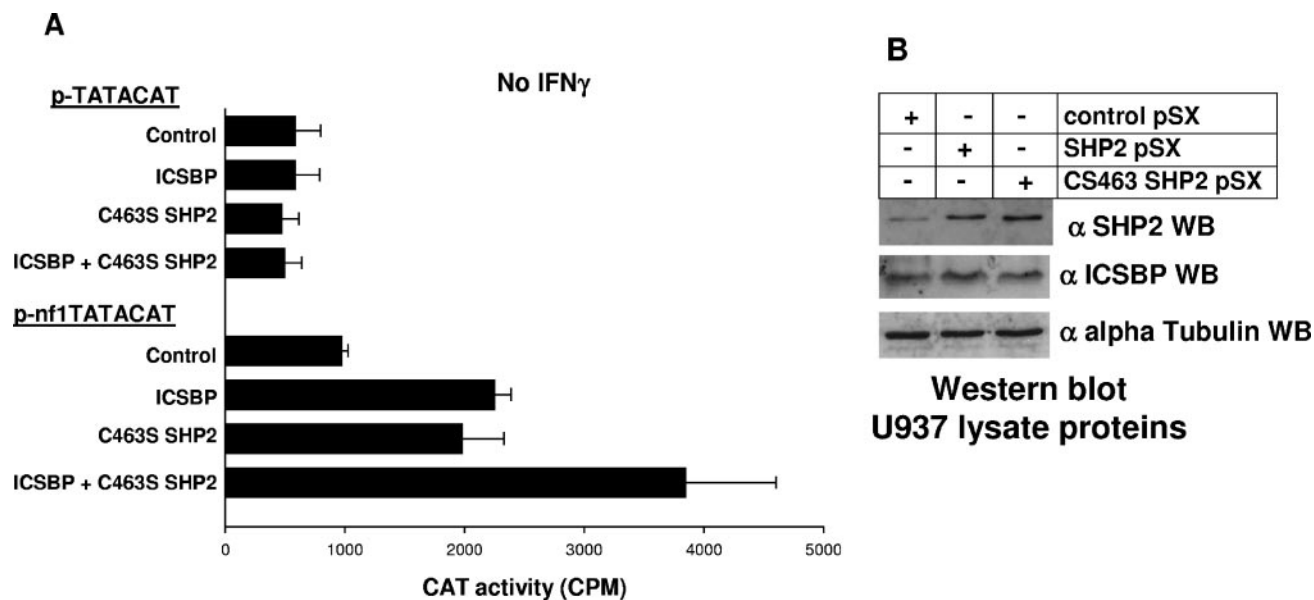 A
No IFNγ
p-TATACAT
Control
ICSBP
C463S SHP2
ICSBP + C463S SHP2
p-nf1TATACAT
Control
ICSBP
C463S SHP2
ICSBP + C463S SHP2
0 1000 2000 3000 4000 5000
CAT activity (CPM)
B
+ - - control pSX
- + - SHP2 pSX
- - + CS463 SHP2 pSX
α SHP2 WB
α ICSBP WB
α alpha Tubulin WB
Western blot
U937 lysate proteins